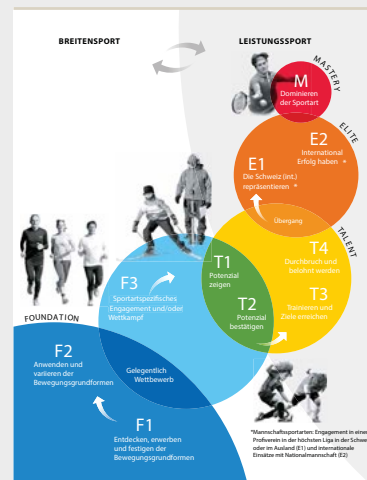 BREITENSPORT
LEISTUNGSSPORT
MASTERY
M
Dominieren
der Sportart
ELITE
E2
International
Erfolg haben *
E1
Die Schweiz (int.)
repräsentieren *
Übergang
TALENT
T4
Durchbruch und
belohnt werden
T1
Potenzial
zeigen
T3
Trainieren und
Ziele erreichen
T2
Potenzial
bestätigen
F3
Sportartspezifisches
Engagement und/oder
Wettkampf
FOUNDATION
F2
Anwenden und
variieren der
Bewegungsgrundformen
Gelegentlich
Wettbewerb
F1
Entdecken, erwerben
und festigen der
Bewegungsgrundformen
*Mannschaftssportarten: Engagement in eine
Profiverein in der höchsten Liga in der Schwe
oder im Ausland (E1) und internationale
Einsätze mit Nationalmannschaft (E2)